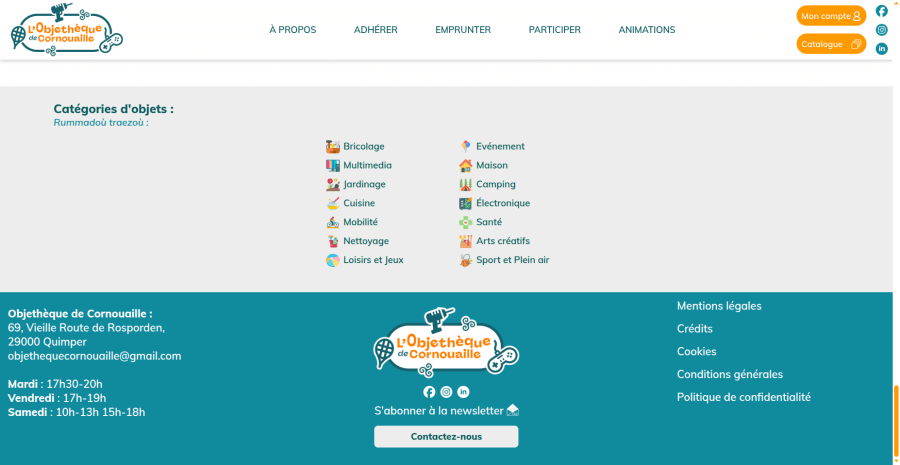 L'Objethèque
de Cornouaille
À PROPOS
ADHÉRER
EMPRUNTER
PARTICIPER
ANIMATIONS
Mon compte
Catalogue
Catégories d'objets :
Rummadoù traezoù :
Bricolage
Multimedia
Jardinage
Cuisine
Mobilité
Nettoyage
Loisirs et Jeux
Evénement
Maison
Camping
Électronique
Santé
Arts créatifs
Sport et Plein air
Objethèque de Cornouaille :
69, Vieille Route de Rosporden,
29000 Quimper
objethequecornouaille@gmail.com
Mardi : 17h30-20h
Vendredi : 17h-19h
Samedi : 10h-13h 15h-18h
L'Objethèque
de Cornouaille
S'abonner à la newsletter
Contactez-nous
Mentions légales
Crédits
Cookies
Conditions générales
Politique de confidentialité